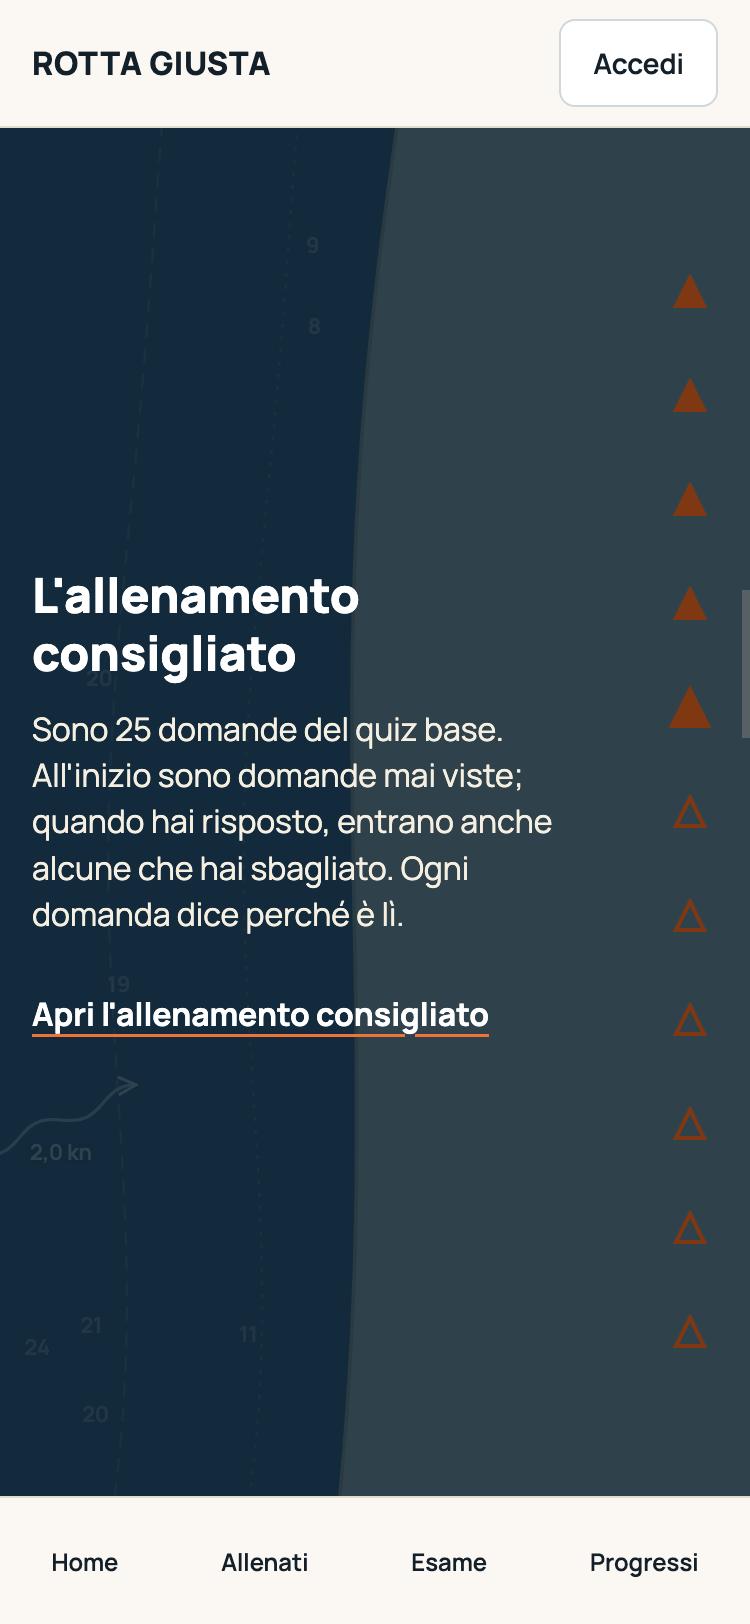 ROTTA GIUSTA
Accedi
9
8
L'allenamento
consigliato
20
Sono 25 domande del quiz base.
All'inizio sono domande mai viste;
quando hai risposto, entrano anche
alcune che hai sbagliato. Ogni
domanda dice perché è lì.
19
Apri l'allenamento consigliato
2,0 kn
21
11
24
20
Home
Allenati
Esame
Progressi